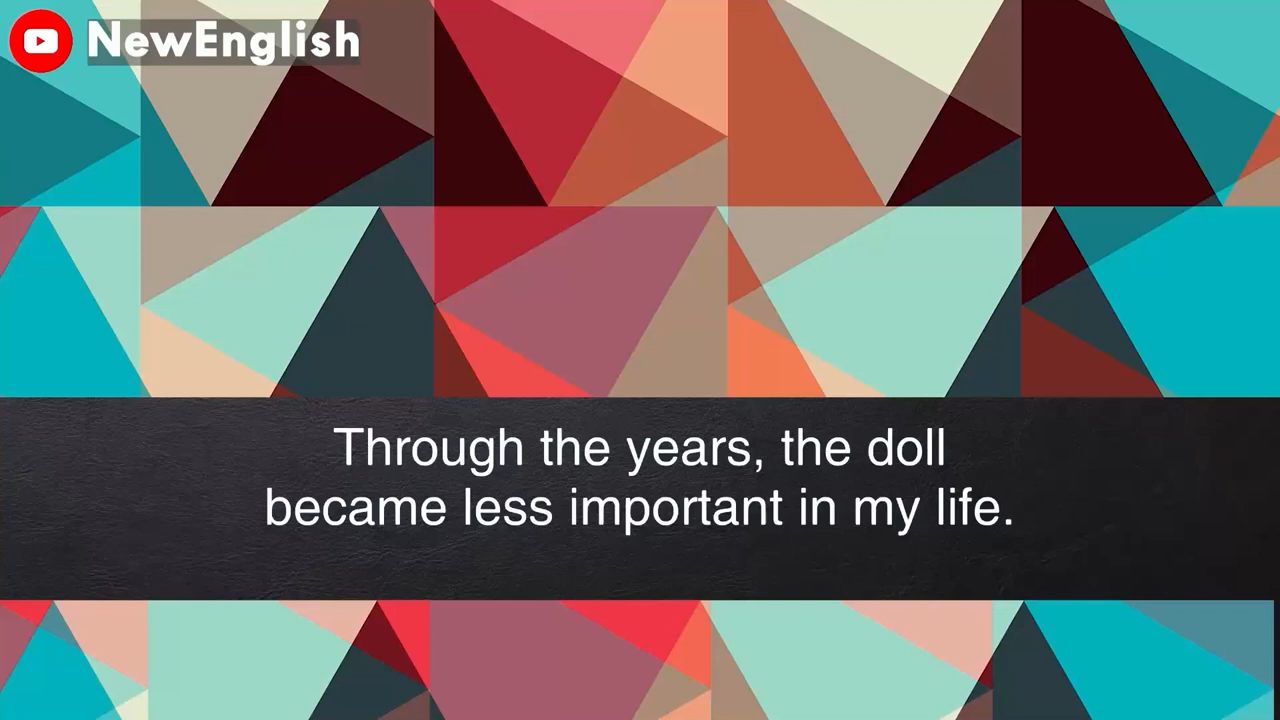 NewEnglish
Through the years, the doll
became less important in my life.